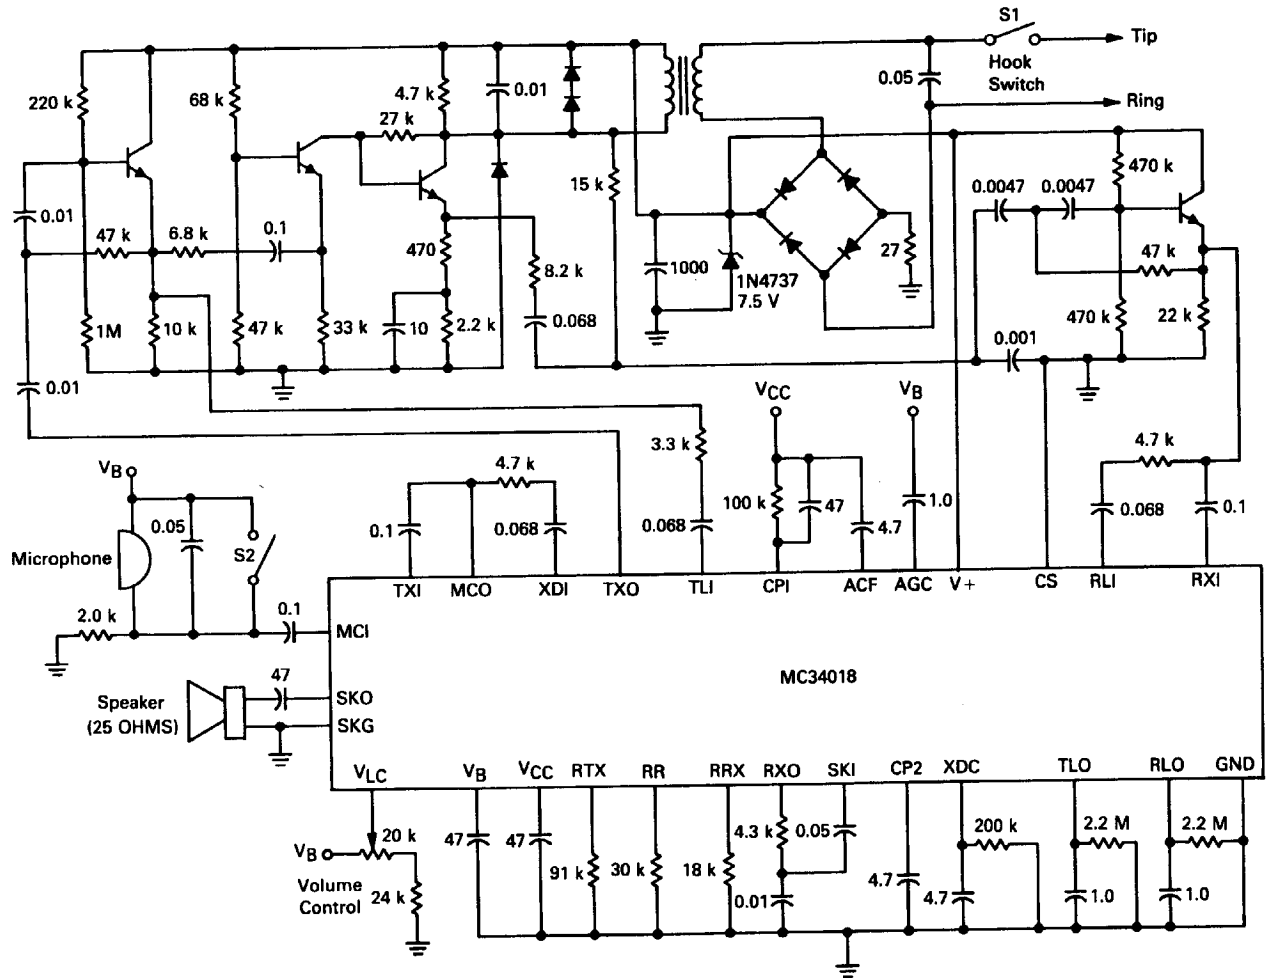 S1
Tip
Hook
Switch
0.05
Ring
220 k
68 k
4.7 k
0.01
27 k
15 k
470 k
0.0047
0.0047
0.01
47 k
6.8 k
0.1
470
8.2 k
1000
1N4737
7.5 V
27
47 k
1M
10 k
47 k
33 k
10
2.2 k
0.068
470 k
22 k
0.001
0.01
VCC
VB
3.3 k
4.7 k
VB
4.7 k
0.05
S2
Microphone
0.1
0.068
0.068
100 k
47
4.7
1.0
0.068
0.1
TXI
MCO
XDI
TXO
TLI
CPI
ACF
AGC
V+
CS
RLI
RXI
2.0 k
0.1
MCI
MC34018
47
SKO
Speaker
(25 OHMS)
SKG
VLC
VB
VCC
RTX
RR
RRX
RXO
SKI
CP2
XDC
TLO
RLO
GND
20 k
VB
47
47
4.3 k
0.05
200 k
2.2 M
2.2 M
Volume
Control
24 k
91 k
30 k
18 k
0.01
4.7
4.7
1.0
1.0